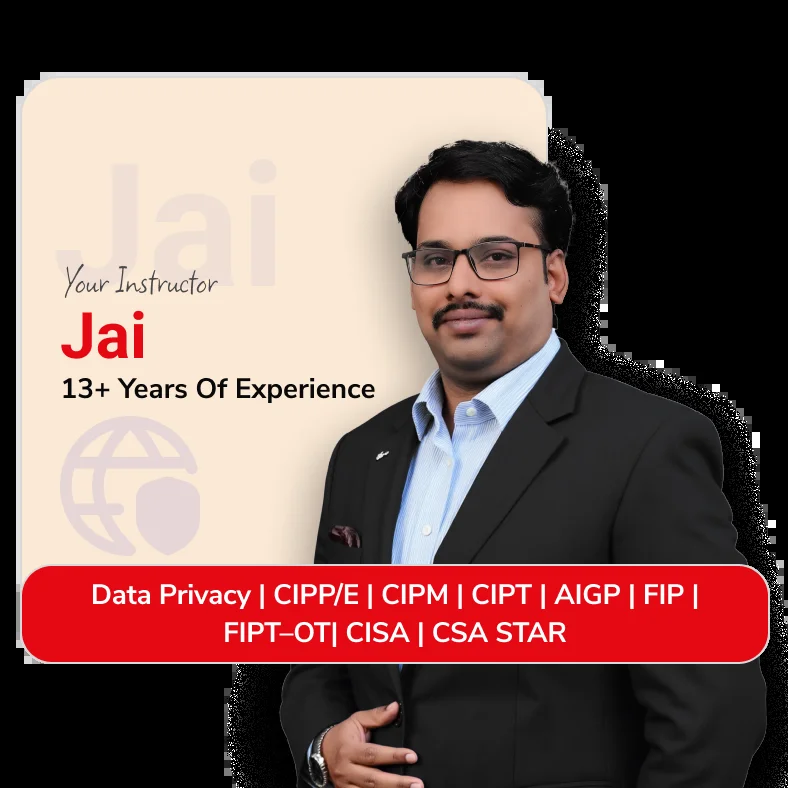 Jai
Your Instructor
Jai
13+ Years Of Experience
Data Privacy | CIPP/E | CIPM | CIPT | AIGP | FIP |
FIPT–OT| CISA | CSA STAR